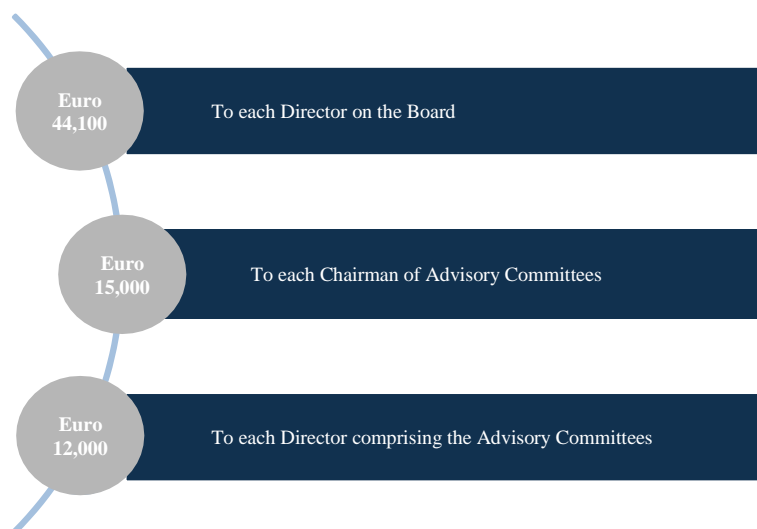 Euro
44,100
To each Director on the Board
Euro
15,000
To each Chairman of Advisory Committees
Euro
12,000
To each Director comprising the Advisory Committees